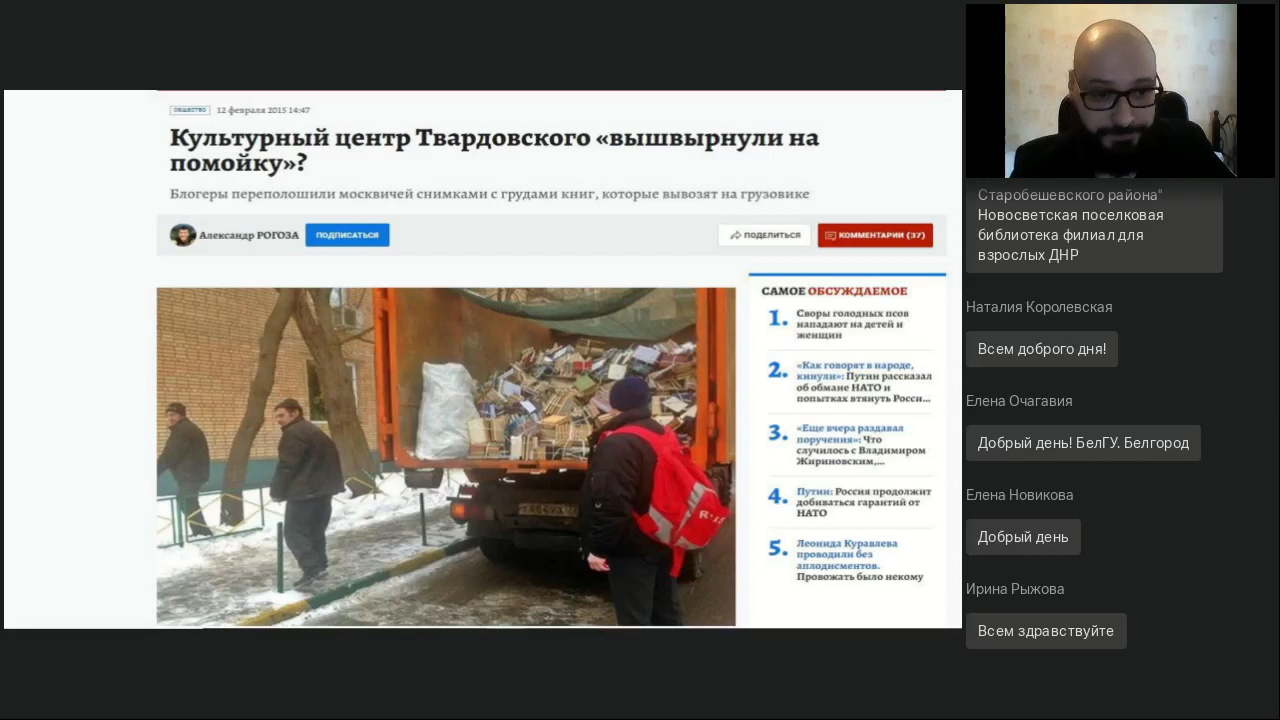 ОБЩЕСТВО 12 февраля 2015 14:47
Культурный центр Твардовского «вышвырнули на
помойку»?
Блогеры переполошили москвичей снимками с грудами книг, которые вывозят на грузовике
Александр РОГОЗА
ПОДПИСАТЬСЯ
ПОДЕЛИТЬСЯ
КОММЕНТАРИИ (37)
САМОЕ ОБСУЖДАЕМОЕ
1. Своры голодных псов
нападают на детей и
женщин
2. «Как говорят в народе,
кинули»: Путин рассказал
об обмане НАТО и
попытках втянуть Росси...
3. «Еще вчера раздавал
поручения»: Что
случилось с Владимиром
Жириновским,...
4. Путин: Россия продолжит
добиваться гарантий от
НАТО
5. Леонида Куравлева
проводили без
аплодисментов.
Провожать было некому
Старобешевского района"
Новосветская поселковая
библиотека филиал для
взрослых ДНР
Наталия Королевская
Всем доброго дня!
Елена Очагавия
Добрый день! БелГУ. Белгород
Елена Новикова
Добрый день
Ирина Рыжова
Всем здравствуйте